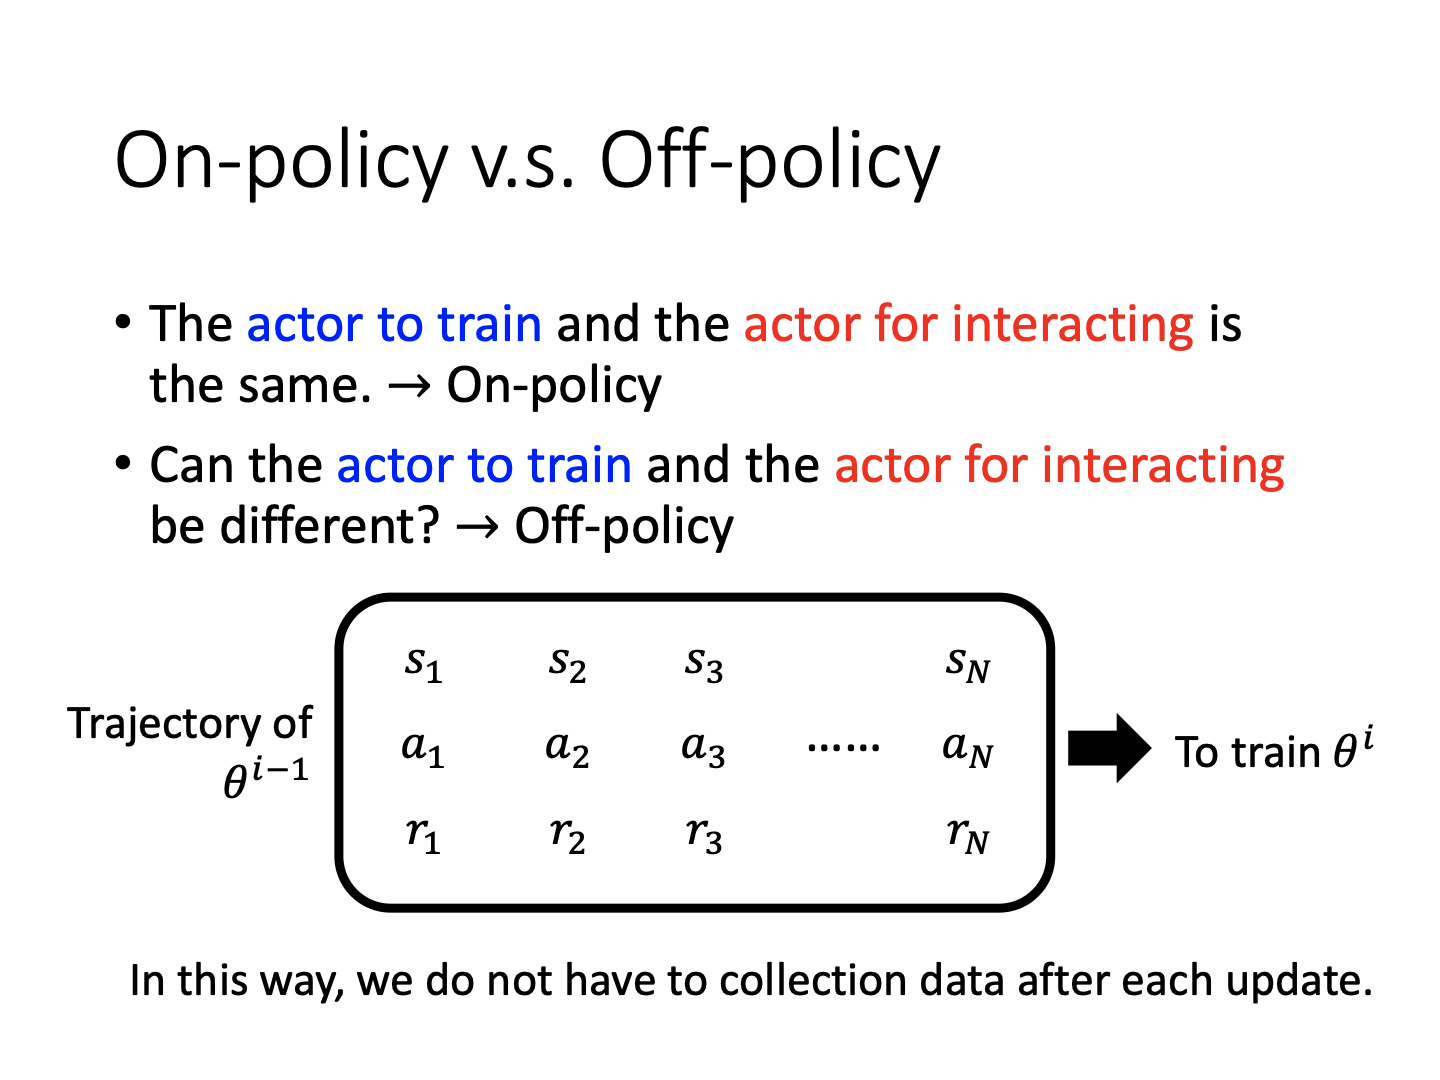 On-policy v.s. Off-policy
• The actor to train and the actor for interacting is
the same. → On-policy
• Can the actor to train and the actor for interacting
be different? → Off-policy
Trajectory of
θ^{i−1}
s_1 s_2 s_3 s_N
a_1 a_2 a_3 ...... a_N
r_1 r_2 r_3 r_N
To train θ^i
In this way, we do not have to collection data after each update.